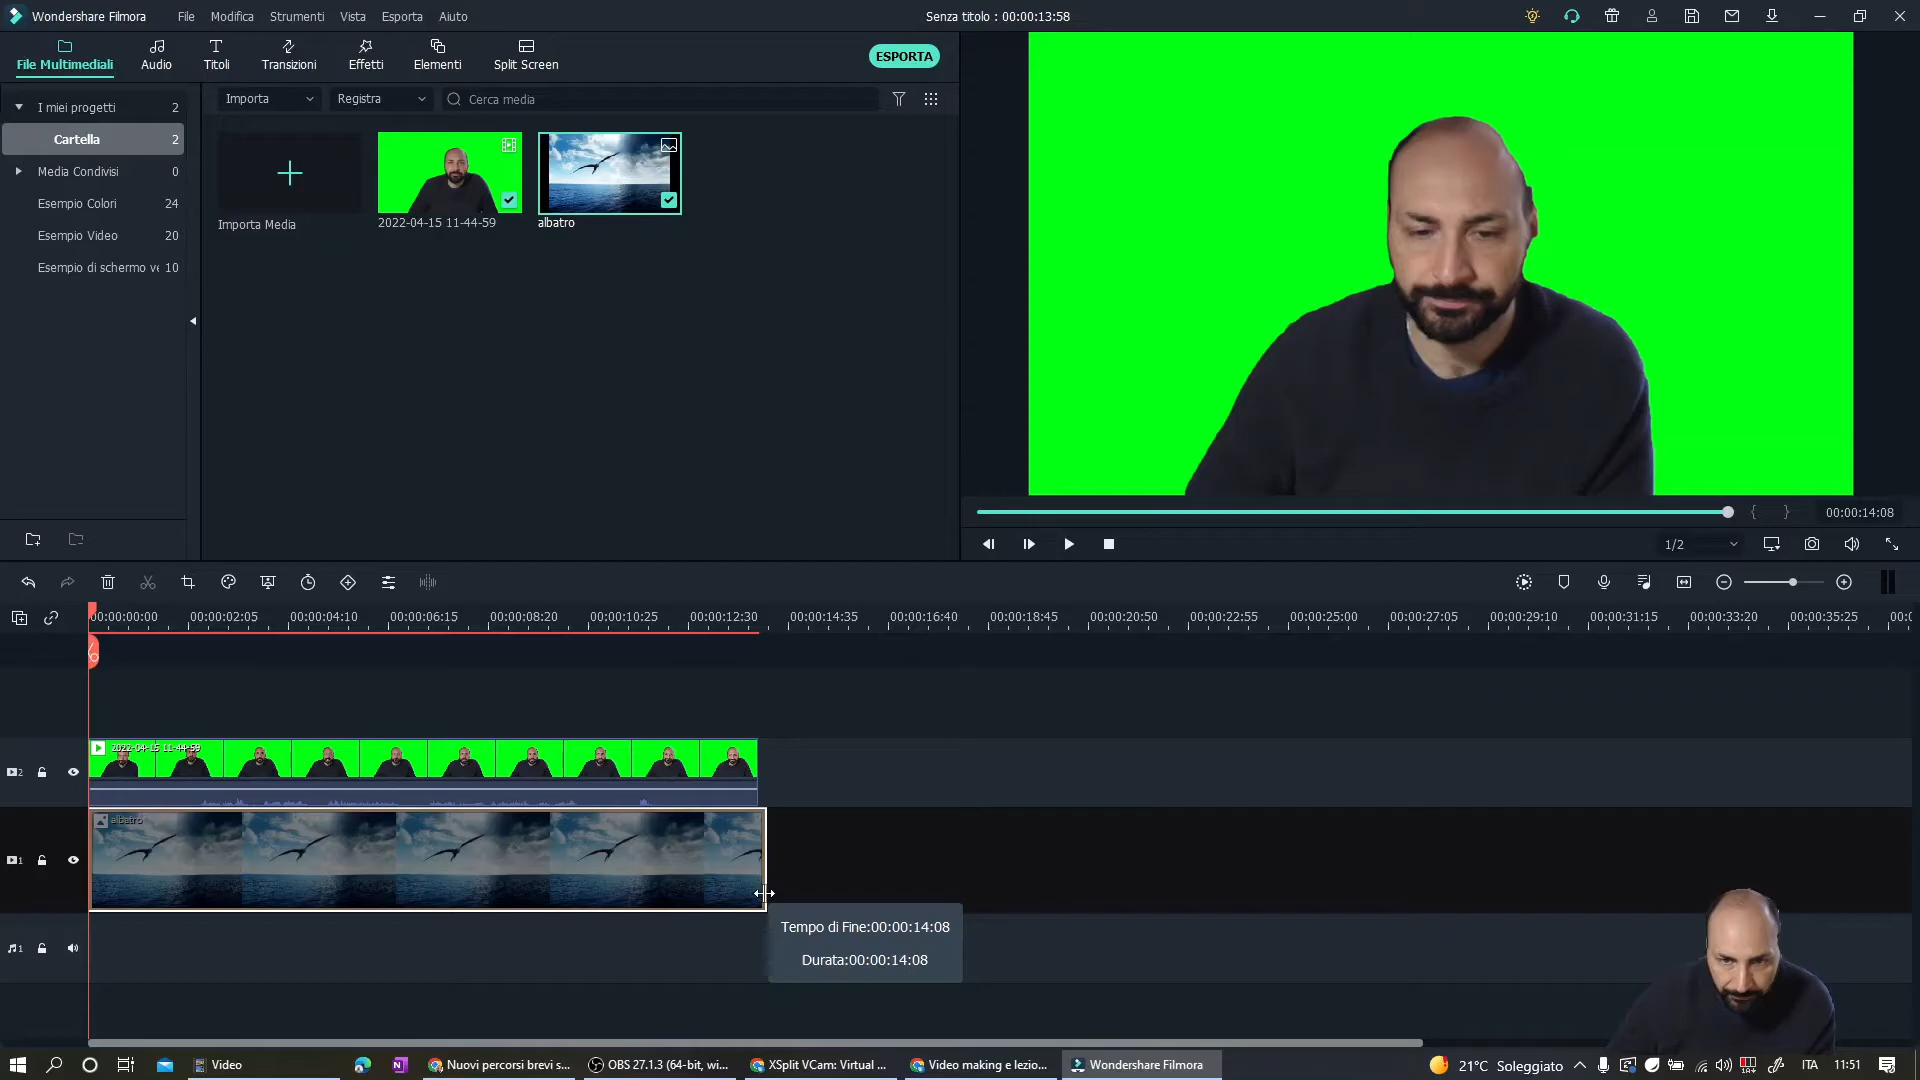 Wondershare Filmora
File Modifica Strumenti Vista Esporta Aiuto
Senza titolo : 00:00:13:58
File Multimediali Audio Titoli Transizioni Effetti Elementi Split Screen
ESPORTA
I miei progetti 2
Cartella 2
Media Condivisi 0
Esempio Colori 24
Esempio Video 20
Esempio di schermo ve 10
Importa Registra Cerca media
Importa Media
2022-04-15 11-44-59
albatro
00:00:14:08
1/2
00:00:00:00 00:00:02:05 00:00:04:10 00:00:06:15 00:00:08:20 00:00:10:25 00:00:12:30 00:00:14:35 00:00:16:40 00:00:18:45 00:00:20:50 00:00:22:55 00:00:25:00 00:00:27:05 00:00:29:10 00:00:31:15 00:00:33:20 00:00:35:25
2
2022-04-15 11-44-59
1
albatro
1
Tempo di Fine:00:00:14:08
Durata:00:00:14:08
Video
Nuovi percorsi brevi s...
OBS 27.1.3 (64-bit, wi...
XSplit VCam: Virtual ...
Video making e lezio...
Wondershare Filmora
21°C Soleggiato
ITA
11:51